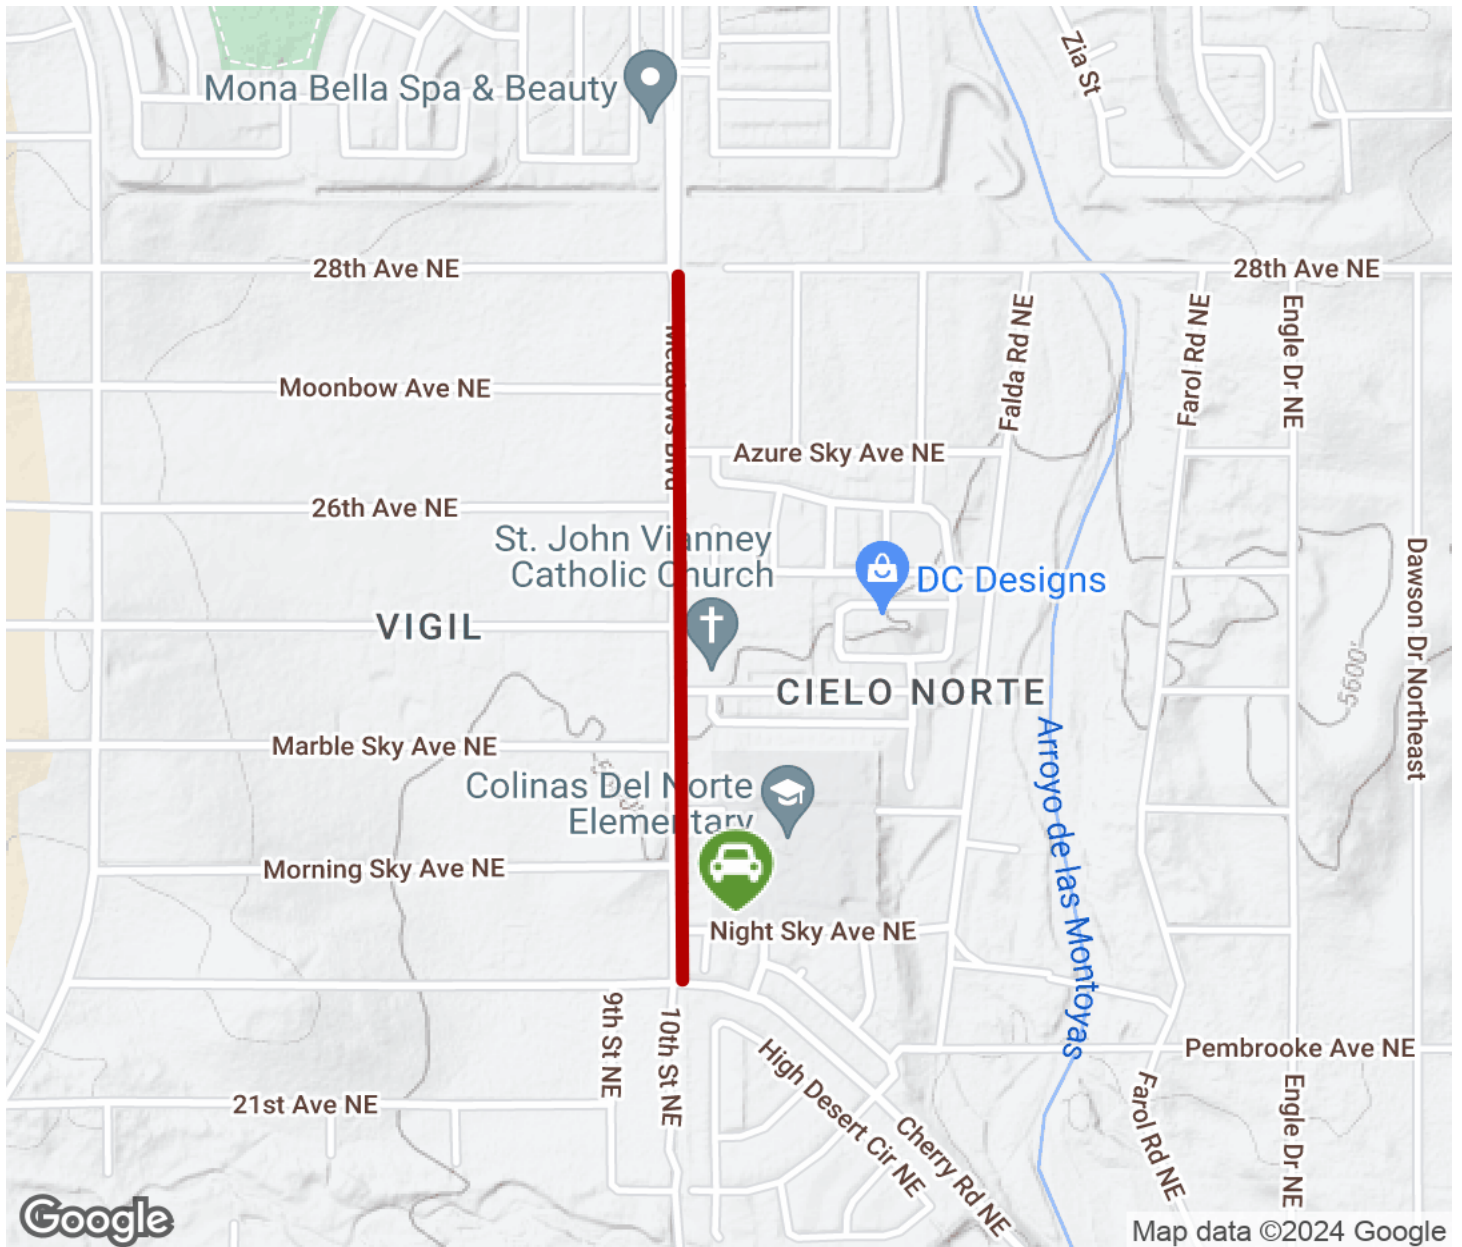 Zia St
Mona Bella Spa & Beauty
28th Ave NE
28th Ave NE
Meadows Blvd
Falda Rd NE
Farol Rd NE
Engle Dr NE
Moonbow Ave NE
Azure Sky Ave NE
26th Ave NE
St. John Vianney
Catholic Church
DC Designs
Dawson Dr Northeast
VIGIL
5600'
CIELO NORTE
Marble Sky Ave NE
Arroyo de las Montoyas
Colinas Del Norte
Elementary
Morning Sky Ave NE
Night Sky Ave NE
9th St NE
10th St NE
High Desert Cir NE
Pembrooke Ave NE
Farol Rd NE
Engle Dr NE
21st Ave NE
Cherry Rd NE
Google
Map data ©2024 Google